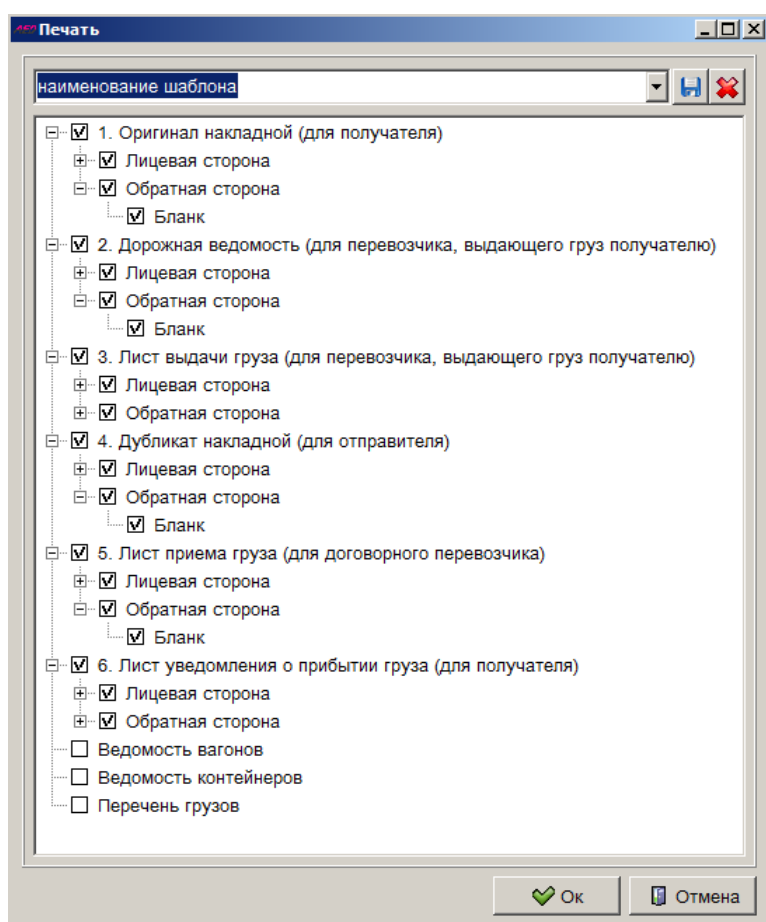 Печать
наименование шаблона
1. Оригинал накладной (для получателя)
Лицевая сторона
Обратная сторона
Бланк
2. Дорожная ведомость (для перевозчика, выдающего груз получателю)
Лицевая сторона
Обратная сторона
Бланк
3. Лист выдачи груза (для перевозчика, выдающего груз получателю)
Лицевая сторона
Обратная сторона
4. Дубликат накладной (для отправителя)
Лицевая сторона
Обратная сторона
Бланк
5. Лист приема груза (для договорного перевозчика)
Лицевая сторона
Обратная сторона
Бланк
6. Лист уведомления о прибытии груза (для получателя)
Лицевая сторона
Обратная сторона
Ведомость вагонов
Ведомость контейнеров
Перечень грузов
Ок Отмена